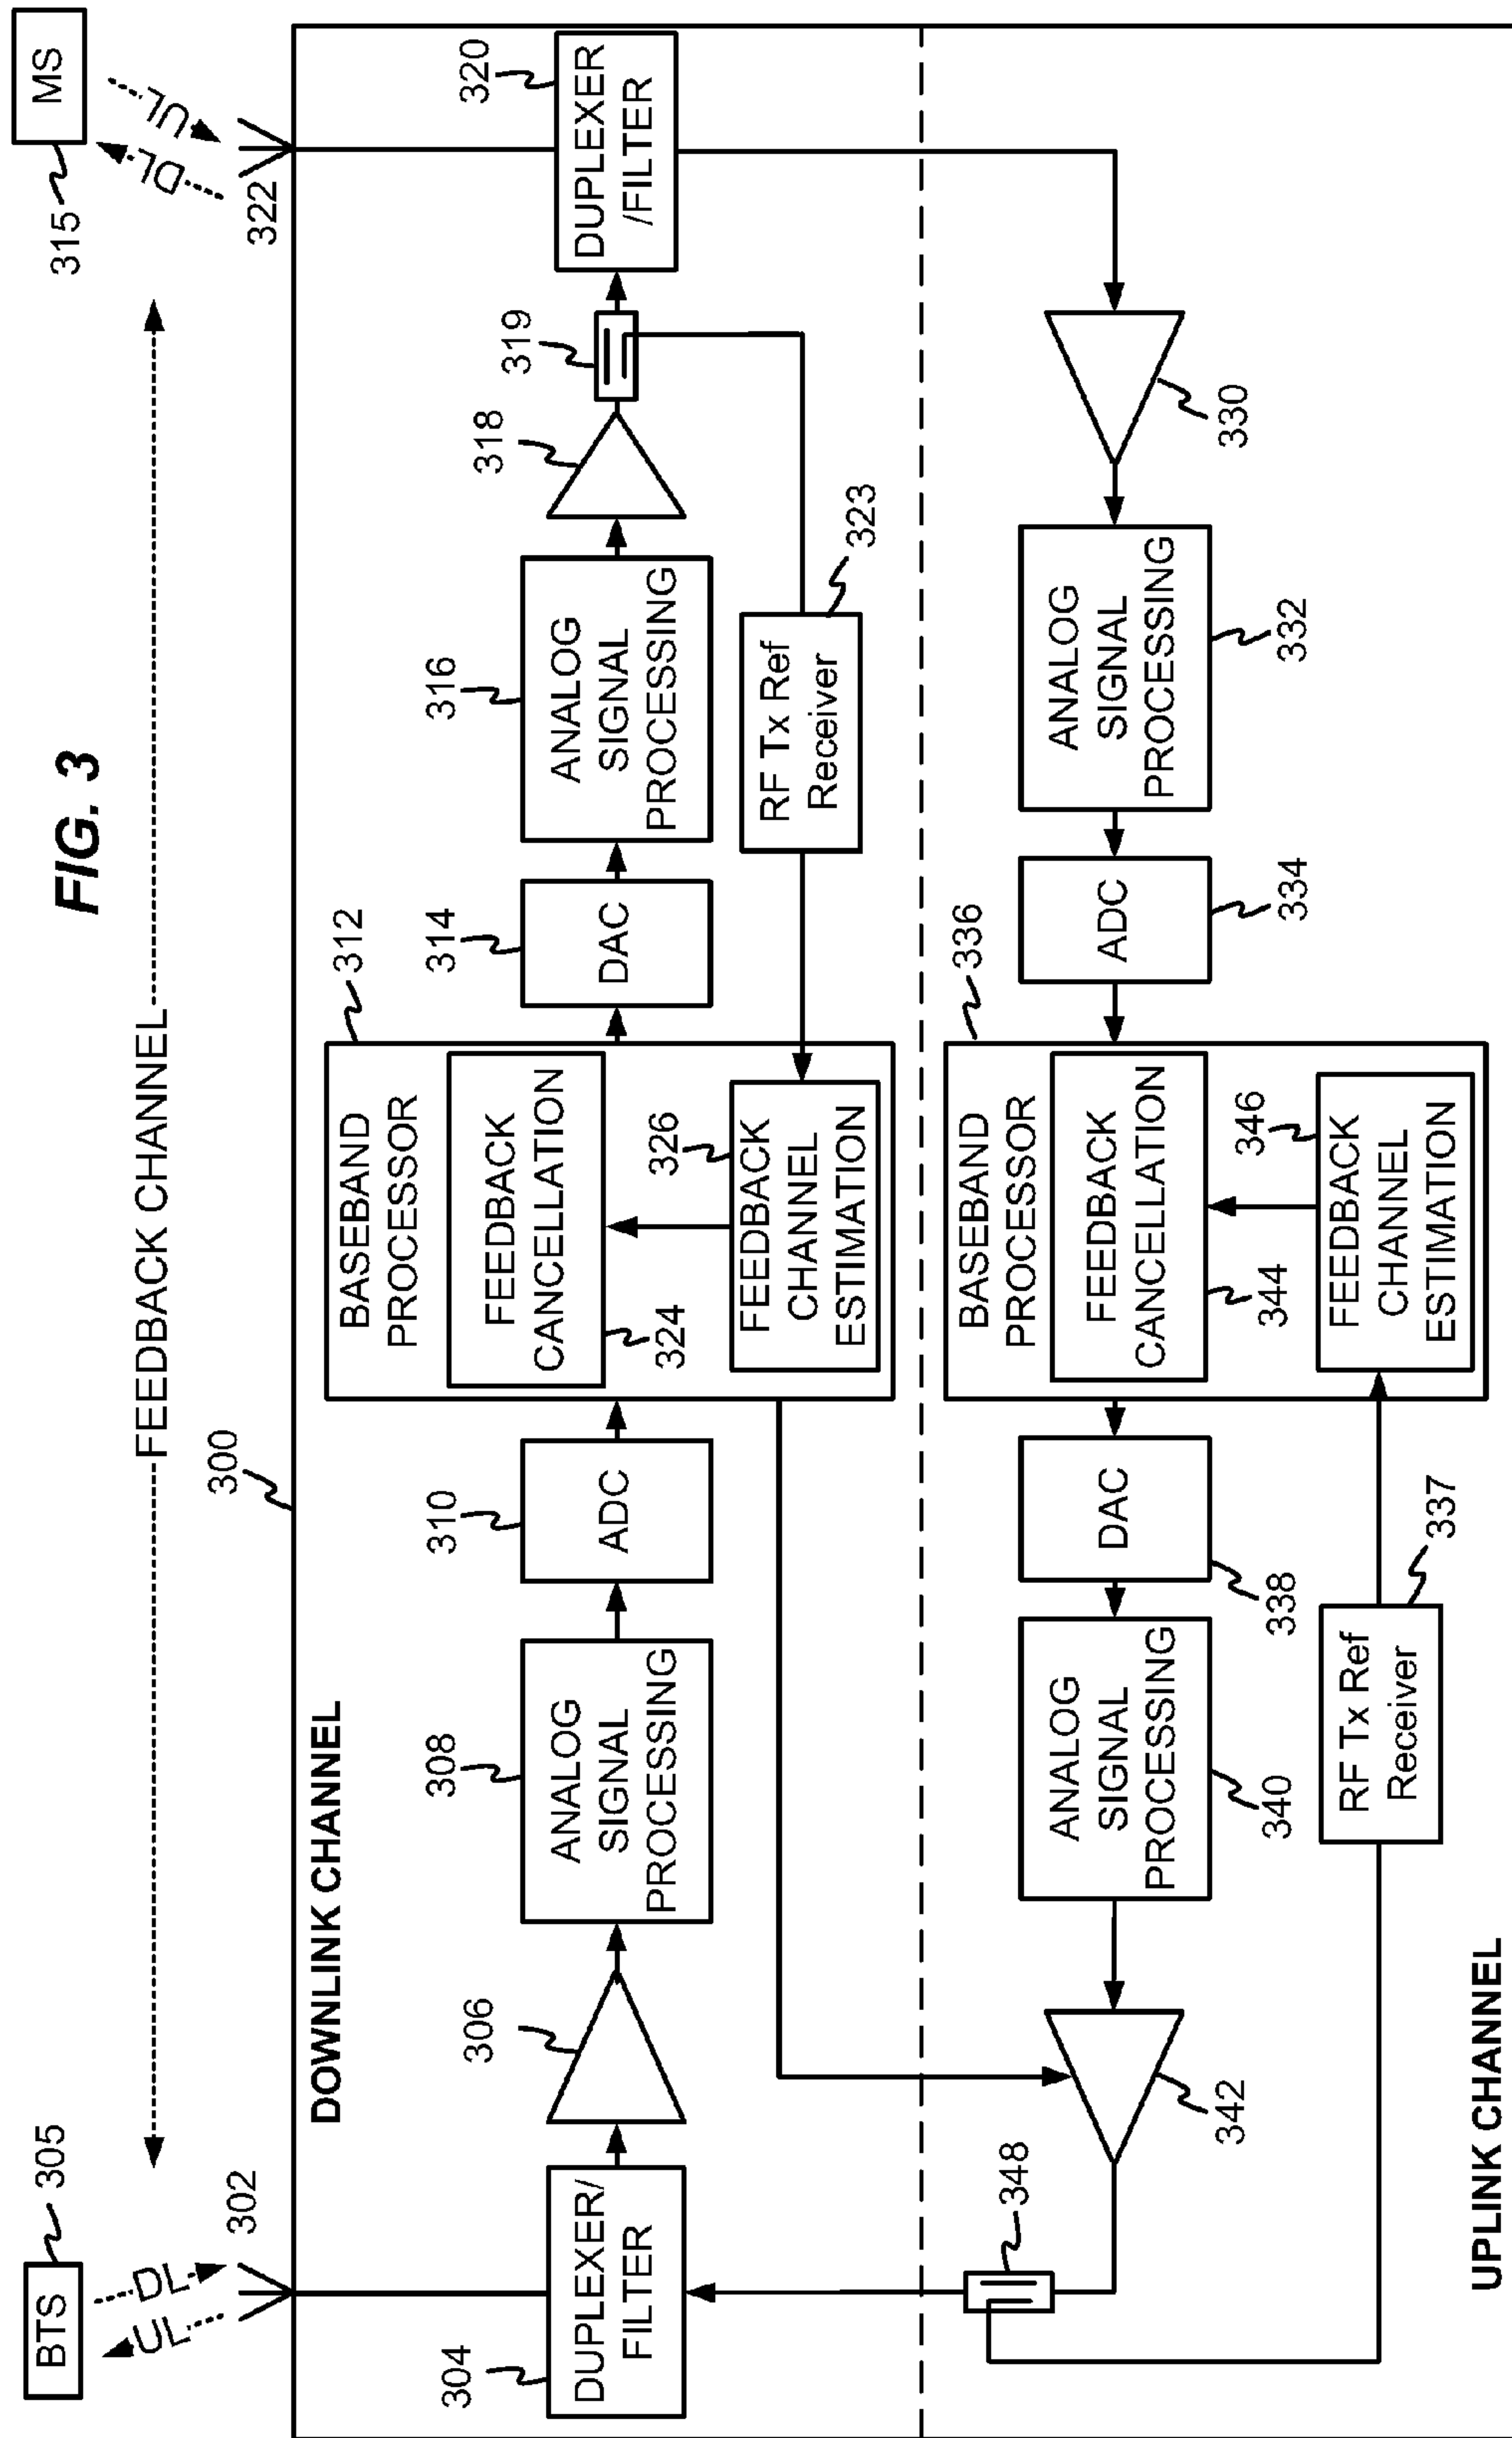 FIG. 3
BTS
305
DL
UL
302
FEEDBACK CHANNEL
MS
315
UL
DL
322
300
DOWNLINK CHANNEL
304
DUPLEXER/
FILTER
306
308
ANALOG
SIGNAL
PROCESSING
310
ADC
312
BASEBAND
PROCESSOR
FEEDBACK
CANCELLATION
324
326
FEEDBACK
CHANNEL
ESTIMATION
314
DAC
316
ANALOG
SIGNAL
PROCESSING
318
319
320
DUPLEXER
/FILTER
RF Tx Ref
Receiver
323
348
342
ANALOG
SIGNAL
PROCESSING
340
DAC
338
336
BASEBAND
PROCESSOR
FEEDBACK
CANCELLATION
344
346
FEEDBACK
CHANNEL
ESTIMATION
ADC
334
ANALOG
SIGNAL
PROCESSING
332
330
RF Tx Ref
Receiver
337
UPLINK CHANNEL